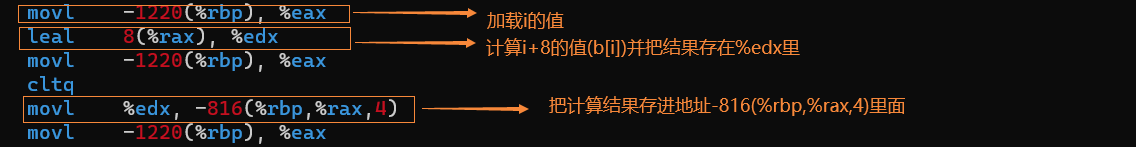 movl -1220(%rbp), %eax 加载i的值
leal 8(%rax), %edx 计算i+8的值(b[i])并把结果存在%edx里
movl -1220(%rbp), %eax
cltq
movl %edx, -816(%rbp,%rax,4) 把计算结果存进地址-816(%rbp,%rax,4)里面
movl -1220(%rbp), %eax